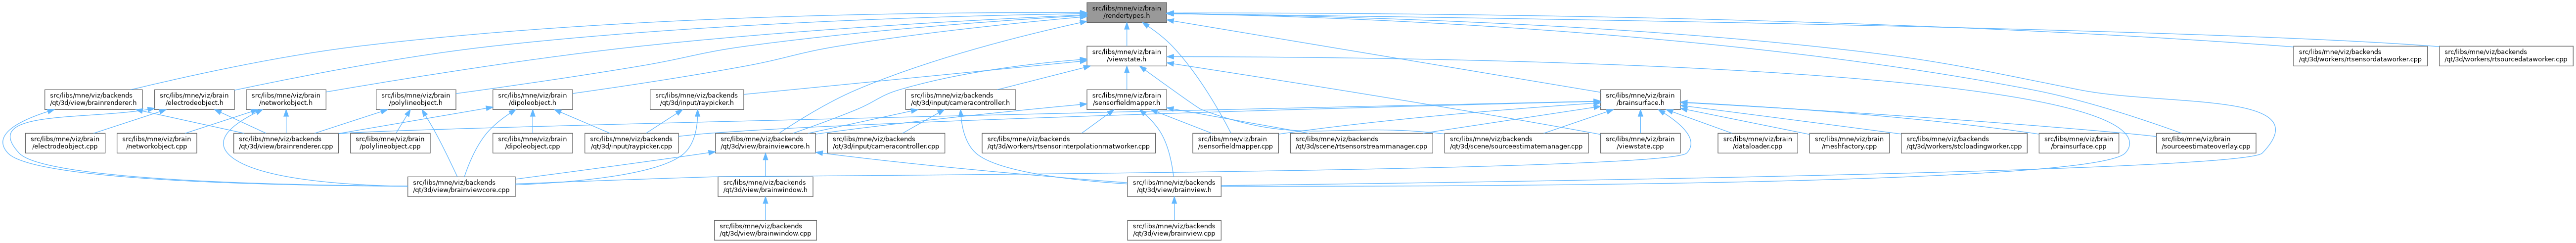 src/libs/mne/viz/brain
/rendertypes.h
src/libs/mne/viz/brain
/viewstate.h
src/libs/mne/viz/backends
/qt/3d/workers/rtsensordataworker.cpp
src/libs/mne/viz/backends
/qt/3d/workers/rtsourcedataworker.cpp
src/libs/mne/viz/backends
/qt/3d/view/brainrenderer.h
src/libs/mne/viz/brain
/electrodeobject.h
src/libs/mne/viz/brain
/networkobject.h
src/libs/mne/viz/brain
/polylineobject.h
src/libs/mne/viz/brain
/dipoleobject.h
src/libs/mne/viz/backends
/qt/3d/input/raypicker.h
src/libs/mne/viz/backends
/qt/3d/input/cameracontroller.h
src/libs/mne/viz/brain
/sensorfieldmapper.h
src/libs/mne/viz/brain
/brainsurface.h
src/libs/mne/viz/brain
/electrodeobject.cpp
src/libs/mne/viz/brain
/networkobject.cpp
src/libs/mne/viz/backends
/qt/3d/view/brainrenderer.cpp
src/libs/mne/viz/brain
/polylineobject.cpp
src/libs/mne/viz/brain
/dipoleobject.cpp
src/libs/mne/viz/backends
/qt/3d/input/raypicker.cpp
src/libs/mne/viz/backends
/qt/3d/view/brainviewcore.h
src/libs/mne/viz/backends
/qt/3d/input/cameracontroller.cpp
src/libs/mne/viz/backends
/qt/3d/workers/rtsensorinterpolationmatworker.cpp
src/libs/mne/viz/brain
/sensorfieldmapper.cpp
src/libs/mne/viz/backends
/qt/3d/scene/rtsensorstreammanager.cpp
src/libs/mne/viz/backends
/qt/3d/scene/sourceestimatemanager.cpp
src/libs/mne/viz/brain
/viewstate.cpp
src/libs/mne/viz/brain
/dataloader.cpp
src/libs/mne/viz/brain
/meshfactory.cpp
src/libs/mne/viz/backends
/qt/3d/workers/stcloadingworker.cpp
src/libs/mne/viz/brain
/brainsurface.cpp
src/libs/mne/viz/brain
/sourceestimateoverlay.cpp
src/libs/mne/viz/backends
/qt/3d/view/brainviewcore.cpp
src/libs/mne/viz/backends
/qt/3d/view/brainwindow.h
src/libs/mne/viz/backends
/qt/3d/view/brainview.h
src/libs/mne/viz/backends
/qt/3d/view/brainwindow.cpp
src/libs/mne/viz/backends
/qt/3d/view/brainview.cpp